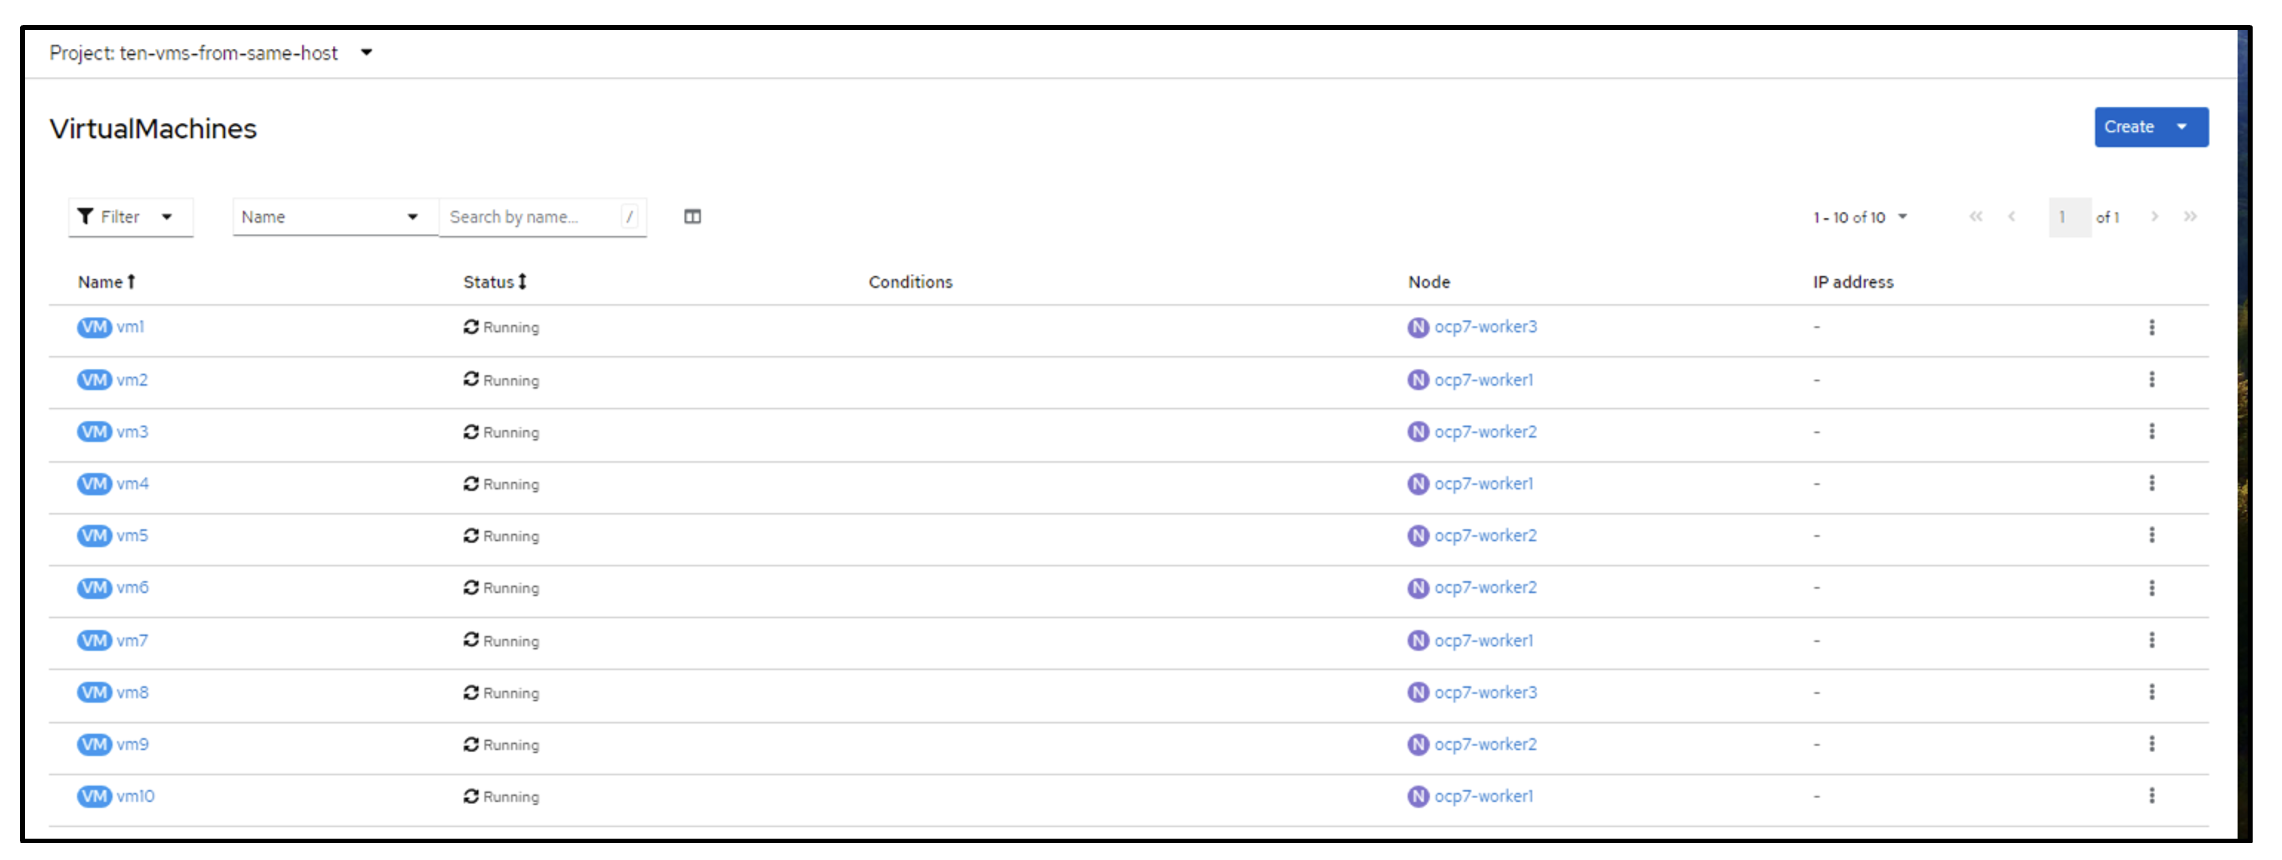 Project: ten-vms-from-same-host
VirtualMachines
Create
Filter Name Search by name... / 1 - 10 of 10 1 of 1
Name Status Conditions Node IP address
VM vm1 Running N ocp7-worker3 -
VM vm2 Running N ocp7-worker1 -
VM vm3 Running N ocp7-worker2 -
VM vm4 Running N ocp7-worker1 -
VM vm5 Running N ocp7-worker2 -
VM vm6 Running N ocp7-worker2 -
VM vm7 Running N ocp7-worker1 -
VM vm8 Running N ocp7-worker3 -
VM vm9 Running N ocp7-worker2 -
VM vm10 Running N ocp7-worker1 -